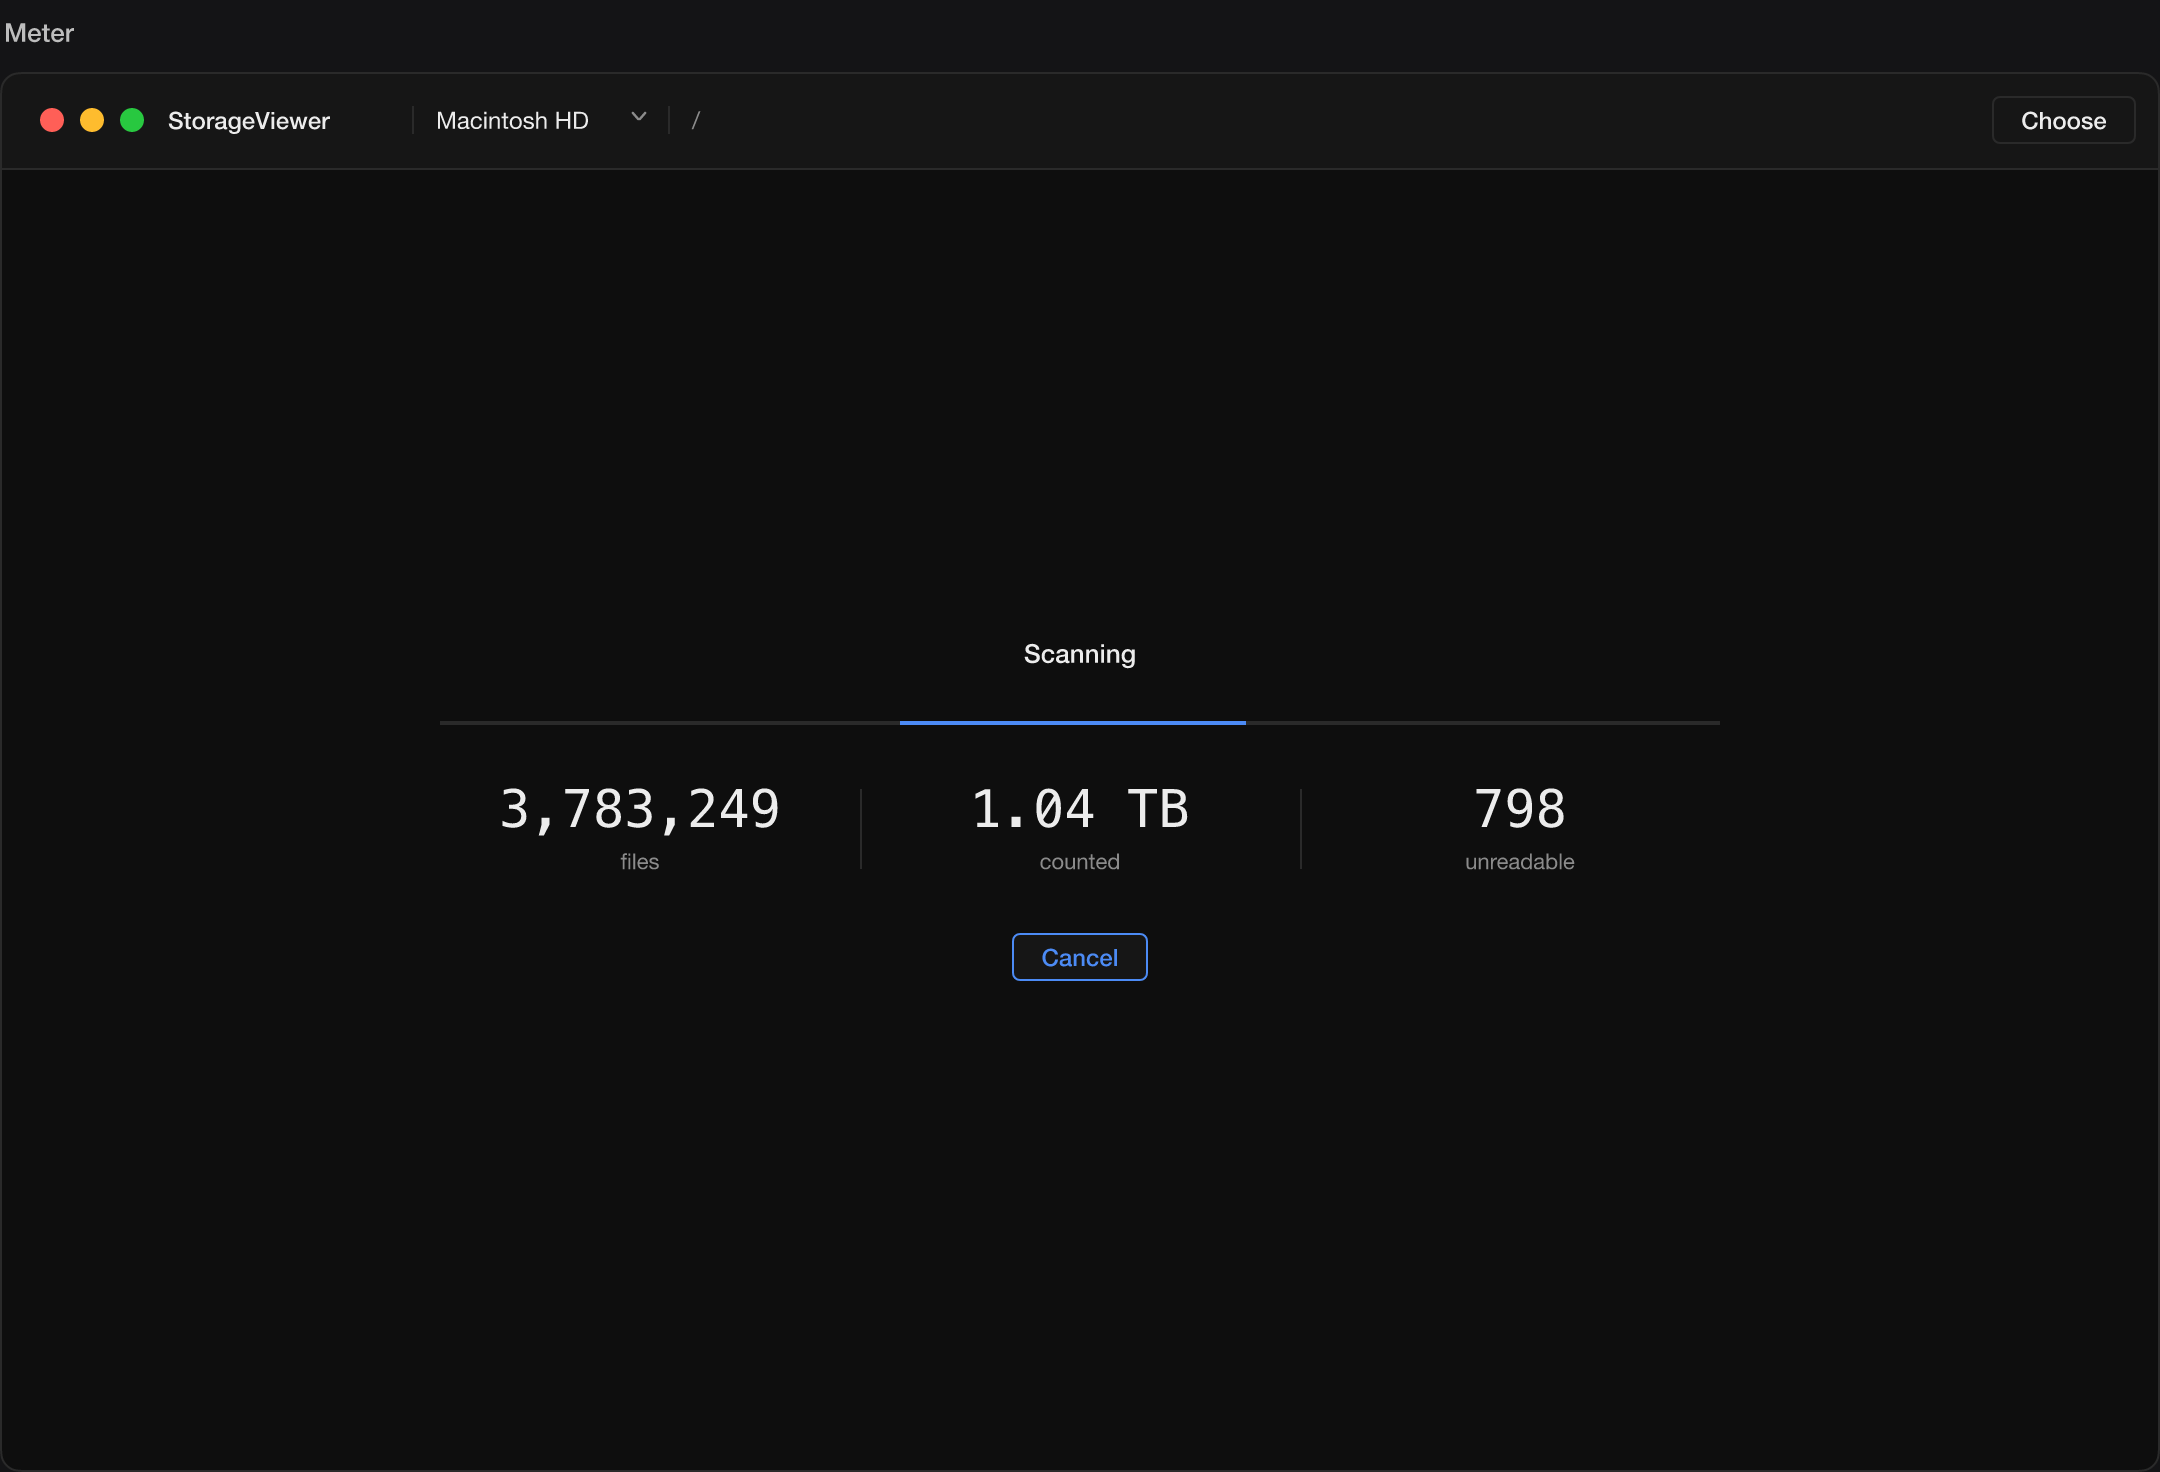 Meter
StorageViewer
Macintosh HD
/
Choose
Scanning
3,783,249
files
1.04 TB
counted
798
unreadable
Cancel